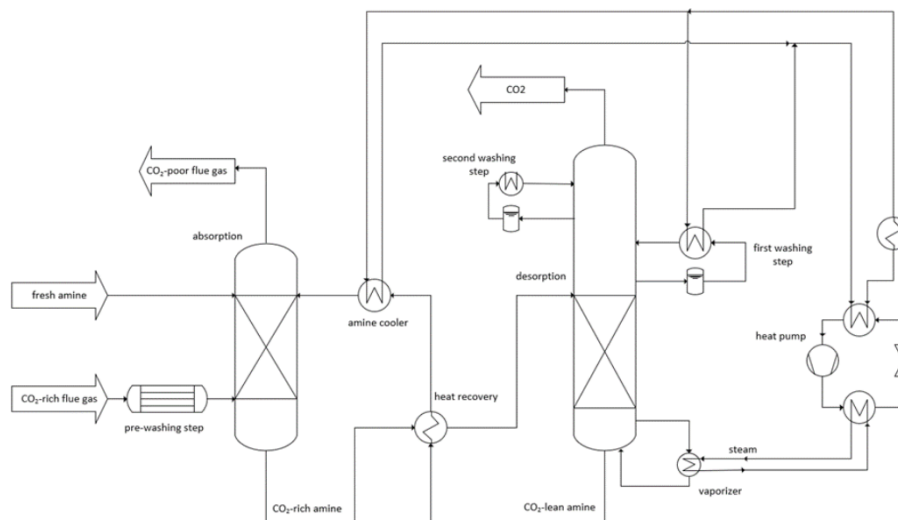 CO2
CO₂-poor flue gas
second washing
step
absorption
first washing
step
desorption
fresh amine
amine cooler
heat pump
CO₂-rich flue gas
heat recovery
pre-washing step
steam
vaporizer
CO₂-rich amine
CO₂-lean amine